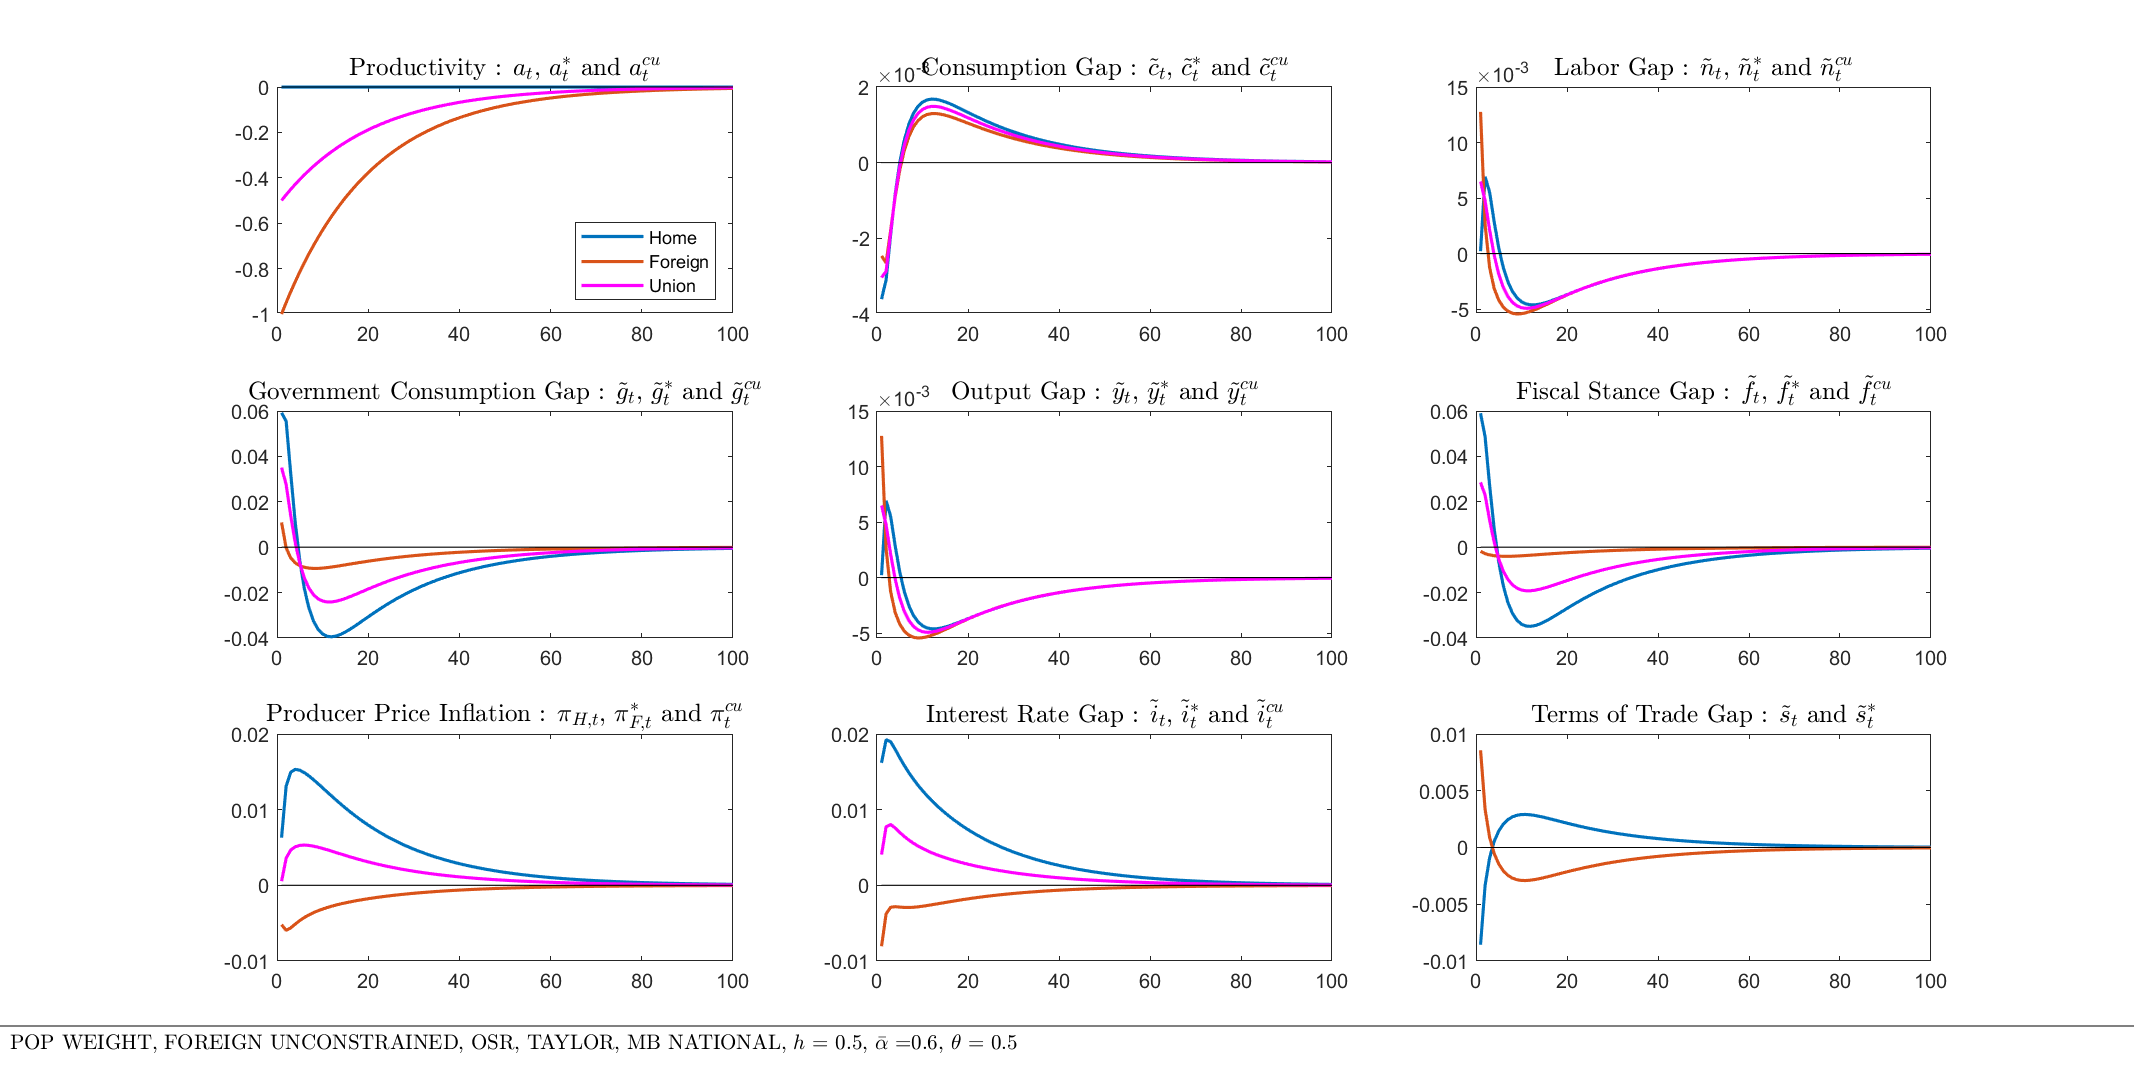 Productivity : a_t, a_t^* and a_t^{cu}
0
-0.2
-0.4
-0.6
-0.8
-1
0 20 40 60 80 100
Home
Foreign
Union
×10^{-3}
Consumption Gap : c̃_t, c̃_t^* and c̃_t^{cu}
2
0
-2
-4
0 20 40 60 80 100
×10^{-3}
Labor Gap : ñ_t, ñ_t^* and ñ_t^{cu}
15
10
5
0
-5
0 20 40 60 80 100
Government Consumption Gap : g̃_t, g̃_t^* and g̃_t^{cu}
0.06
0.04
0.02
0
-0.02
-0.04
0 20 40 60 80 100
×10^{-3}
Output Gap : ỹ_t, ỹ_t^* and ỹ_t^{cu}
15
10
5
0
-5
0 20 40 60 80 100
Fiscal Stance Gap : f̃_t, f̃_t^* and f̃_t^{cu}
0.06
0.04
0.02
0
-0.02
-0.04
0 20 40 60 80 100
Producer Price Inflation : π_{H,t}, π_{F,t}^* and π_t^{cu}
0.02
0.01
0
-0.01
0 20 40 60 80 100
Interest Rate Gap : ĩ_t, ĩ_t^* and ĩ_t^{cu}
0.02
0.01
0
-0.01
0 20 40 60 80 100
Terms of Trade Gap : s̃_t and s̃_t^*
0.01
0.005
0
-0.005
-0.01
0 20 40 60 80 100
POP WEIGHT, FOREIGN UNCONSTRAINED, OSR, TAYLOR, MB NATIONAL, h = 0.5, ᾱ =0.6, θ = 0.5